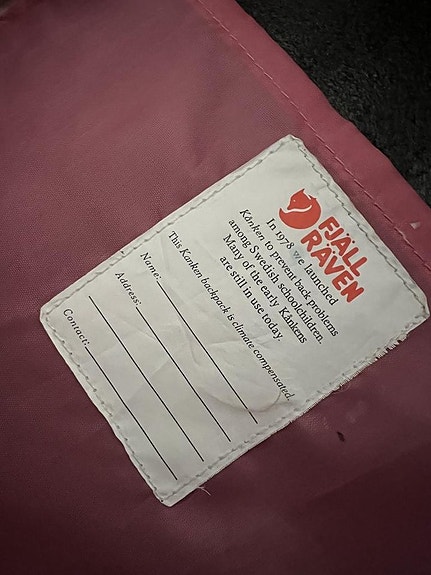 FJÄLL
RÄVEN
In 1978 we launched
Kånken to prevent back problems
among Swedish schoolchildren.
Many of the early Kånkens
are still in use today.
This Kanken backpack is climate compensated.
Name:
Address:
Contact: